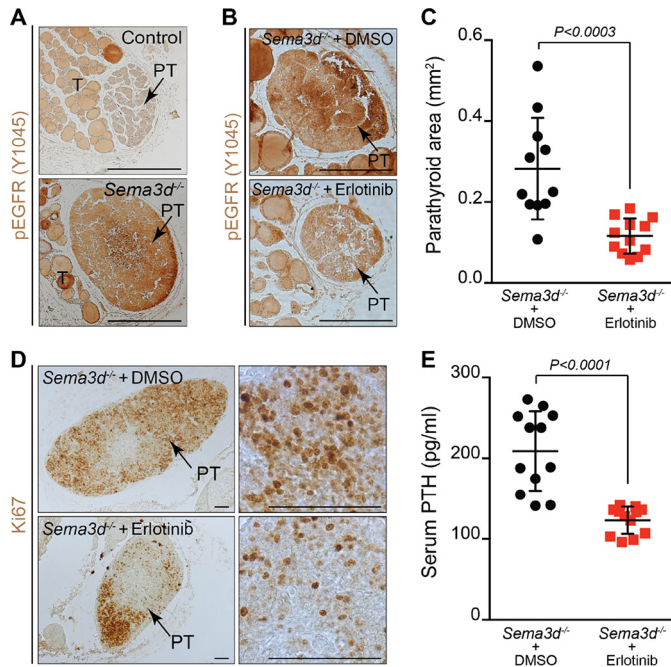 A
Control
PT
T
Sema3d-/-
PT
T
pEGFR (Y1045)
B
Sema3d-/- + DMSO
PT
Sema3d-/- + Erlotinib
PT
pEGFR (Y1045)
C
P<0.0003
Parathyroid area (mm²)
0.6
0.4
0.2
0.0
Sema3d-/-
+
DMSO
Sema3d-/-
+
Erlotinib
D
Sema3d-/- + DMSO
PT
Sema3d-/- + Erlotinib
PT
Ki67
E
P<0.0001
Serum PTH (pg/ml)
300
200
100
0
Sema3d-/-
+
DMSO
Sema3d-/-
+
Erlotinib